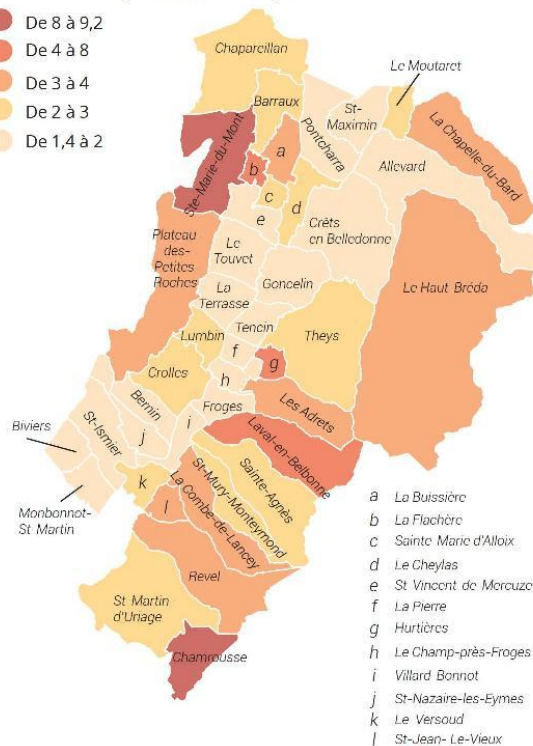 De 8 à 9,2
De 4 à 8
De 3 à 4
De 2 à 3
De 1,4 à 2
Chapareillan
Le Moutaret
Barraux
St-
Maximin
Pontcharra
La Chapelle-du-Bard
Ste-Marie-du-Mont
a
b
Allevard
c
d
e
Crêts
en Belledonne
Plateau
des-
Petites
Roches
Le
Touvet
Goncelin
Le Haut Bréda
La
Terrasse
Tencin
Theys
Lumbin
f
g
Crolles
h
Bernin
Froges
Les Adrets
i
St-Ismier
j
Biviers
Laval-en-Belbonne
Sainte-Agnès
St-Mury-Monteymond
La Combe-de-Lancey
k
l
Monbonnot-
St Martin
Revel
St Martin
d'Uriage
Chamrousse
a La Buissière
b La Flachère
c Sainte Marie d'Alloix
d Le Cheylas
e St Vincent de Mercuze
f La Pierre
g Hurtières
h Le Champ-près-Froges
i Villard Bonnot
j St-Nazaire-les-Eymes
k Le Versoud
l St-Jean- Le-Vieux